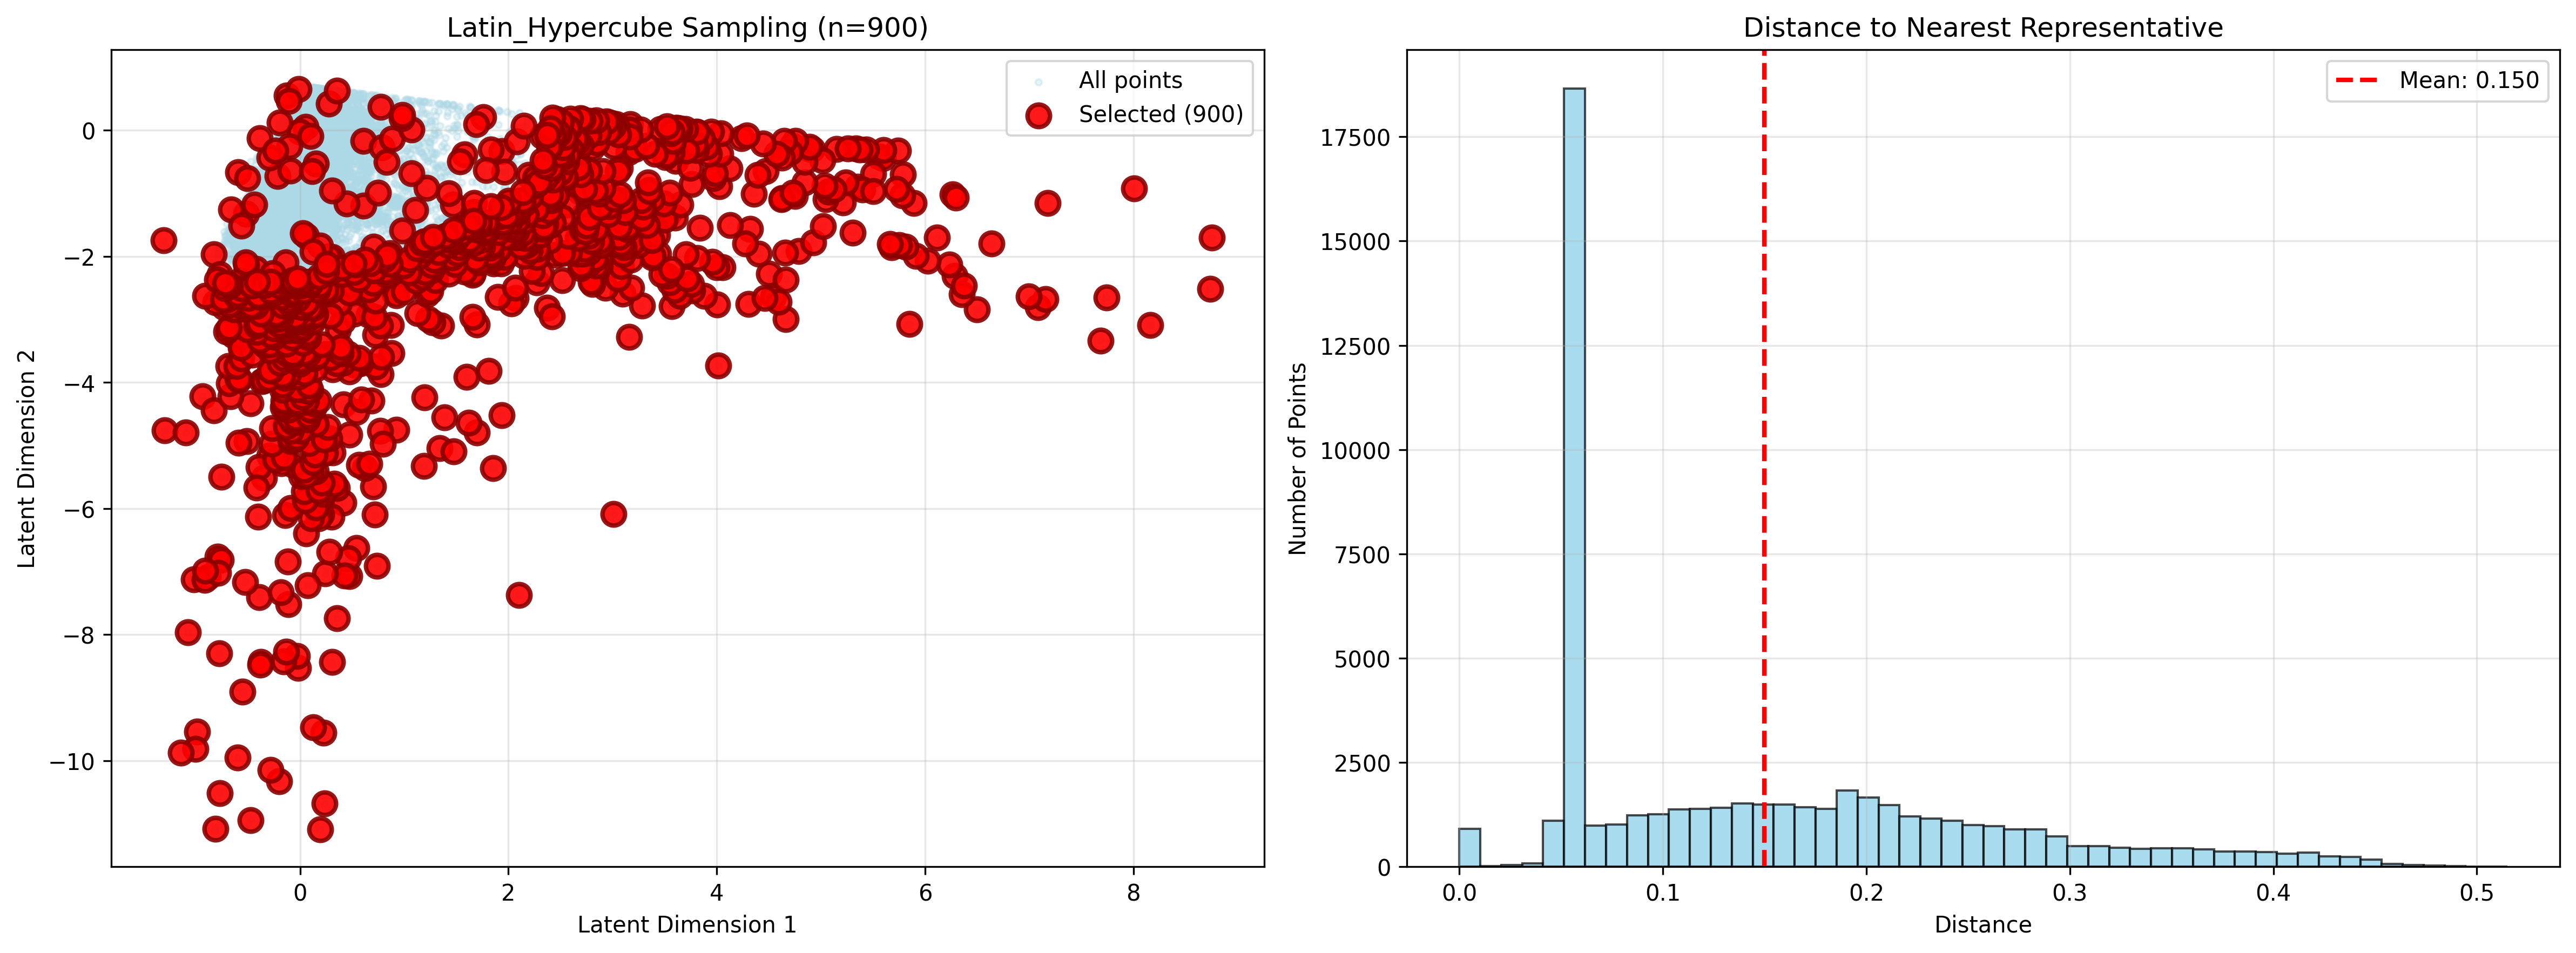 Latin_Hypercube Sampling (n=900)
All points
Selected (900)
0
−2
−4
−6
−8
−10
Latent Dimension 2
0
2
4
6
8
Latent Dimension 1
Distance to Nearest Representative
Mean: 0.150
17500
15000
12500
10000
7500
5000
2500
0
Number of Points
0.0
0.1
0.2
0.3
0.4
0.5
Distance